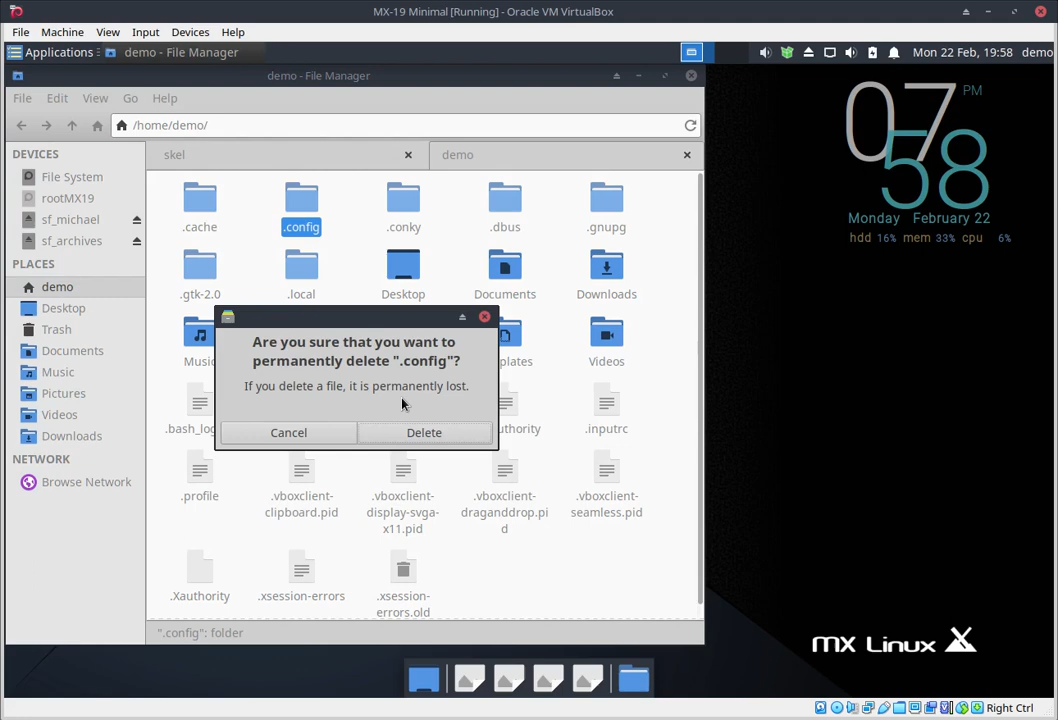 MX-19 Minimal [Running] - Oracle VM VirtualBox
File Machine View Input Devices Help
Applications demo - File Manager Mon 22 Feb, 19:58 demo
demo - File Manager
File Edit View Go Help
/home/demo/
skel demo
DEVICES
File System
rootMX19
sf_michael
sf_archives
PLACES
demo
Desktop
Trash
Documents
Music
Pictures
Videos
Downloads
NETWORK
Browse Network
.cache .config .conky .dbus .gnupg
.gtk-2.0 .local Desktop Documents Downloads
Music plates Videos
.bash_log uthority .inputrc
.profile .vboxclient-clipboard.pid .vboxclient-display-svga-x11.pid .vboxclient-draganddrop.pid .vboxclient-seamless.pid
.Xauthority .xsession-errors .xsession-errors.old
Are you sure that you want to
permanently delete ".config"?
If you delete a file, it is permanently lost.
Cancel Delete
".config": folder
07 PM
58
Monday February 22
hdd 16% mem 33% cpu 6%
MX Linux
Right Ctrl